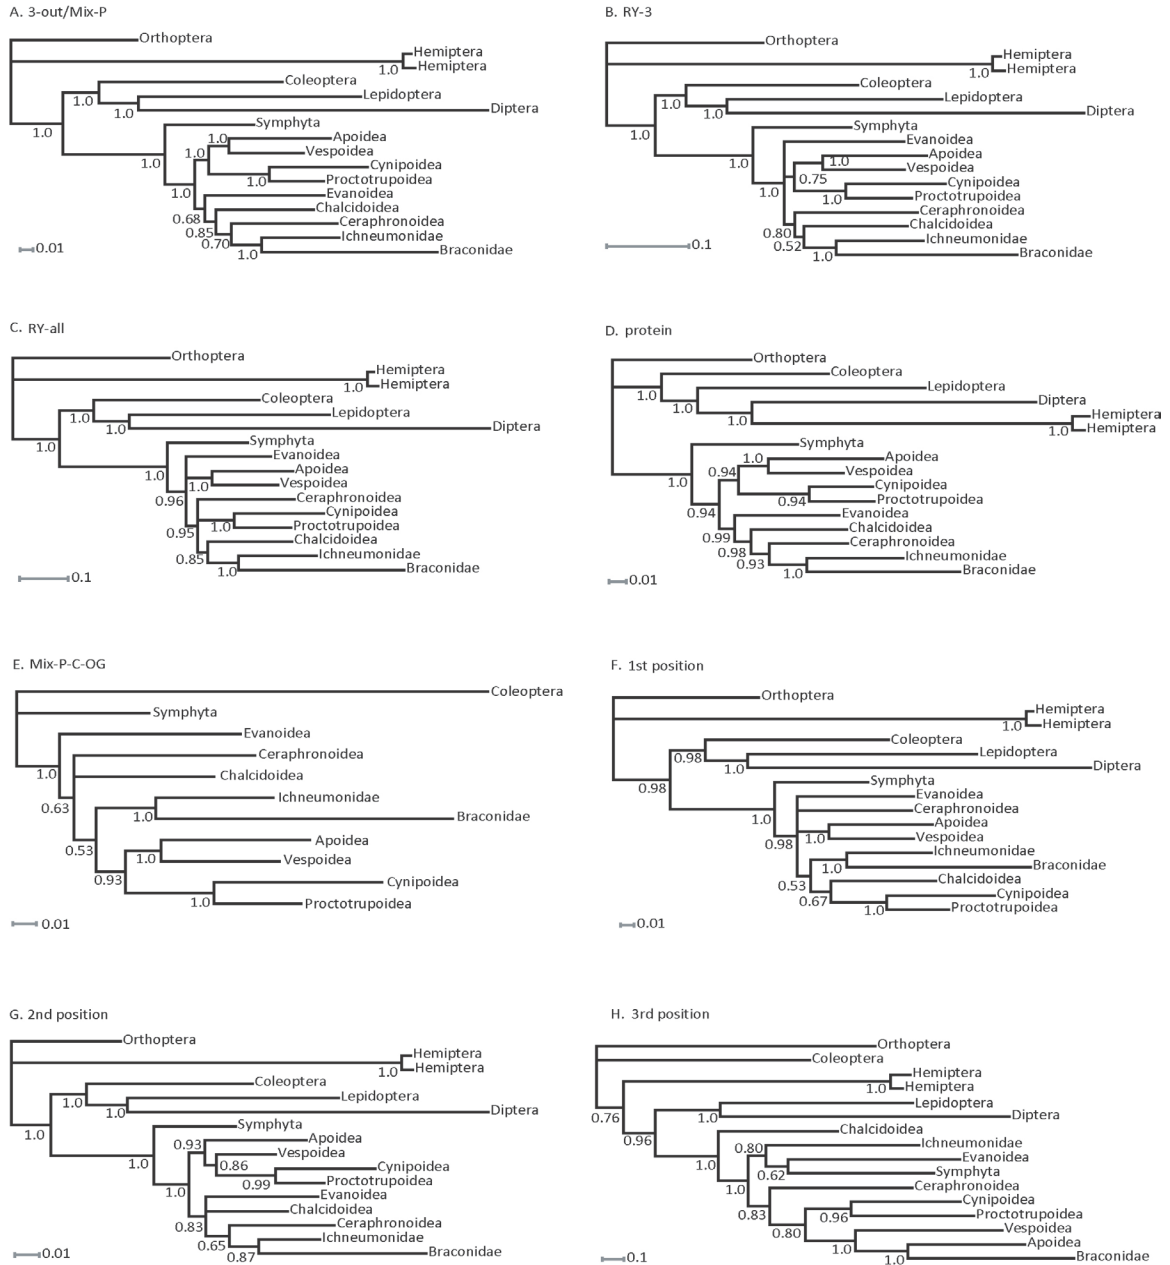 A. 3-out/Mix-P
Orthoptera
Hemiptera
Hemiptera
1.0
Coleoptera
1.0
Lepidoptera
1.0
Diptera
1.0
Symphyta
1.0
1.0
Apoidea
1.0
Vespoidea
Cynipoidea
1.0
Proctotrupoidea
1.0
Evanoidea
0.68
Chalcidoidea
0.85
Ceraphronoidea
0.70
Ichneumonidae
1.0
Braconidae
0.01
B. RY-3
Orthoptera
Hemiptera
1.0
Hemiptera
Coleoptera
1.0
Lepidoptera
1.0
Diptera
1.0
Symphyta
1.0
Evanoidea
Apoidea
1.0
Vespoidea
0.75
Cynipoidea
1.0
1.0
Proctotrupoidea
Ceraphronoidea
0.80
Chalcidoidea
0.52
Ichneumonidae
1.0
Braconidae
0.1
C. RY-all
Orthoptera
Hemiptera
1.0
Hemiptera
Coleoptera
1.0
Lepidoptera
1.0
Diptera
1.0
Symphyta
1.0
Evanoidea
Apoidea
1.0
Vespoidea
0.96
Ceraphronoidea
Cynipoidea
1.0
Proctotrupoidea
0.95
Chalcidoidea
0.85
Ichneumonidae
1.0
Braconidae
0.1
D. protein
Orthoptera
Coleoptera
1.0
Lepidoptera
1.0
Diptera
1.0
Hemiptera
1.0
Hemiptera
Symphyta
1.0
1.0
Apoidea
0.94
Vespoidea
Cynipoidea
0.94
Proctotrupoidea
0.94
Evanoidea
0.99
Chalcidoidea
0.98
Ceraphronoidea
0.93
Ichneumonidae
1.0
Braconidae
0.01
E. Mix-P-C-OG
Coleoptera
Symphyta
Evanoidea
1.0
Ceraphronoidea
Chalcidoidea
0.63
Ichneumonidae
1.0
Braconidae
0.53
Apoidea
1.0
Vespoidea
0.93
Cynipoidea
1.0
Proctotrupoidea
0.01
F. 1st position
Orthoptera
Hemiptera
1.0
Hemiptera
Coleoptera
0.98
Lepidoptera
1.0
Diptera
0.98
Symphyta
1.0
Evanoidea
Ceraphronoidea
Apoidea
1.0
Vespoidea
0.98
Ichneumonidae
1.0
Braconidae
0.53
Chalcidoidea
0.67
Cynipoidea
1.0
Proctotrupoidea
0.01
G. 2nd position
Orthoptera
Hemiptera
1.0
Hemiptera
Coleoptera
1.0
Lepidoptera
1.0
Diptera
1.0
Symphyta
1.0
0.93
Apoidea
Vespoidea
0.86
Cynipoidea
0.99
Proctotrupoidea
1.0
Evanoidea
Chalcidoidea
0.83
Ceraphronoidea
0.65
Ichneumonidae
0.87
Braconidae
0.01
H. 3rd position
Orthoptera
Coleoptera
Hemiptera
1.0
Hemiptera
0.76
Lepidoptera
1.0
Diptera
0.96
Chalcidoidea
1.0
0.80
Ichneumonidae
Evanoidea
0.62
Symphyta
1.0
Ceraphronoidea
0.83
Cynipoidea
0.96
Proctotrupoidea
0.80
Vespoidea
1.0
Apoidea
1.0
Braconidae
0.1